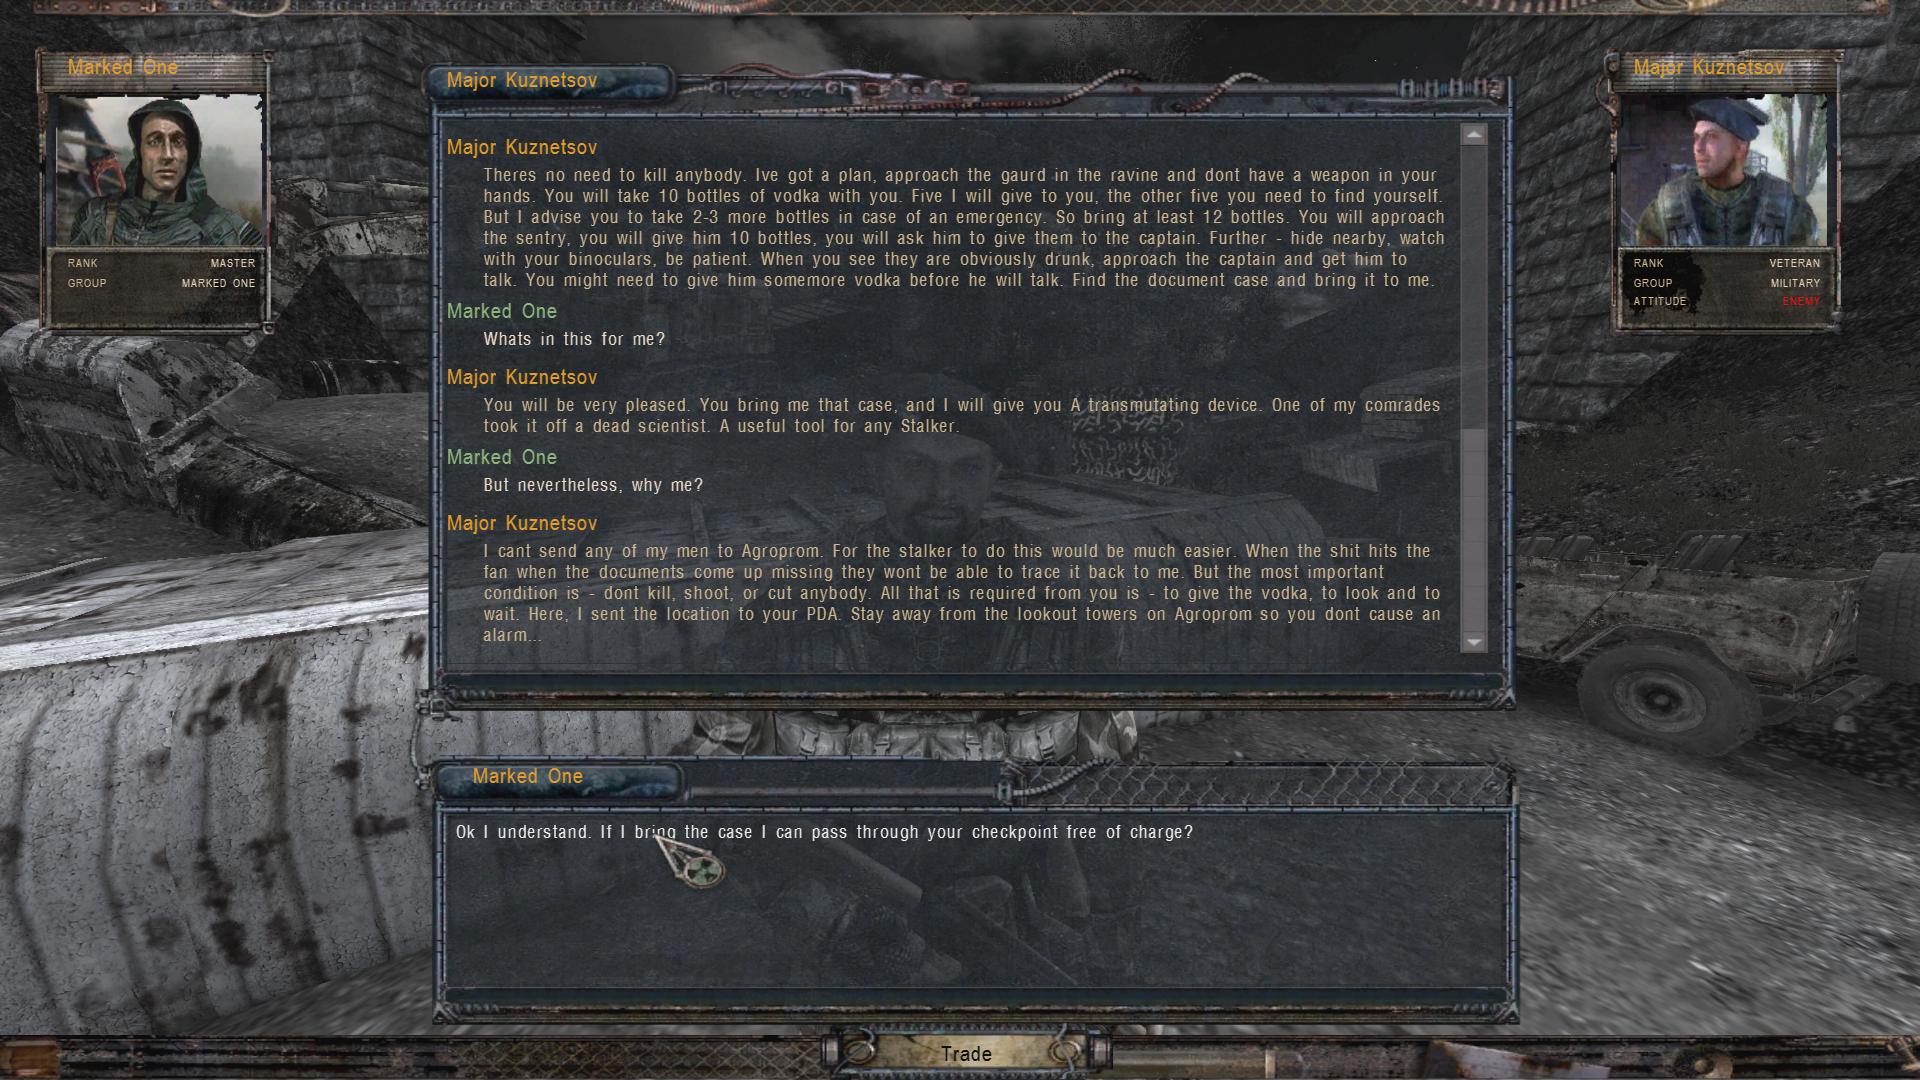 Marked One
RANK MASTER
GROUP MARKED ONE
Major Kuznetsov
Major Kuznetsov
Theres no need to kill anybody. Ive got a plan, approach the gaurd in the ravine and dont have a weapon in your
hands. You will take 10 bottles of vodka with you. Five I will give to you, the other five you need to find yourself.
But I advise you to take 2-3 more bottles in case of an emergency. So bring at least 12 bottles. You will approach
the sentry, you will give him 10 bottles, you will ask him to give them to the captain. Further - hide nearby, watch
with your binoculars, be patient. When you see they are obviously drunk, approach the captain and get him to
talk. You might need to give him somemore vodka before he will talk. Find the document case and bring it to me.
Marked One
Whats in this for me?
Major Kuznetsov
You will be very pleased. You bring me that case, and I will give you A transmutating device. One of my comrades
took it off a dead scientist. A useful tool for any Stalker.
Marked One
But nevertheless, why me?
Major Kuznetsov
I cant send any of my men to Agroprom. For the stalker to do this would be much easier. When the shit hits the
fan when the documents come up missing they wont be able to trace it back to me. But the most important
condition is - dont kill, shoot, or cut anybody. All that is required from you is - to give the vodka, to look and to
wait. Here, I sent the location to your PDA. Stay away from the lookout towers on Agroprom so you dont cause an
alarm...
Major Kuznetsov
RANK VETERAN
GROUP MILITARY
ATTITUDE ENEMY
Marked One
Ok I understand. If I bring the case I can pass through your checkpoint free of charge?
Trade